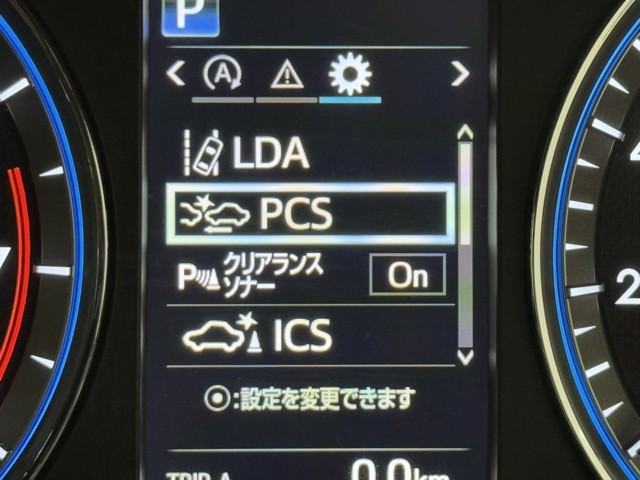 P
A
LDA
PCS
P クリアランス
ソナー On
ICS
:設定を変更できます
TRIP A 0.0km
2